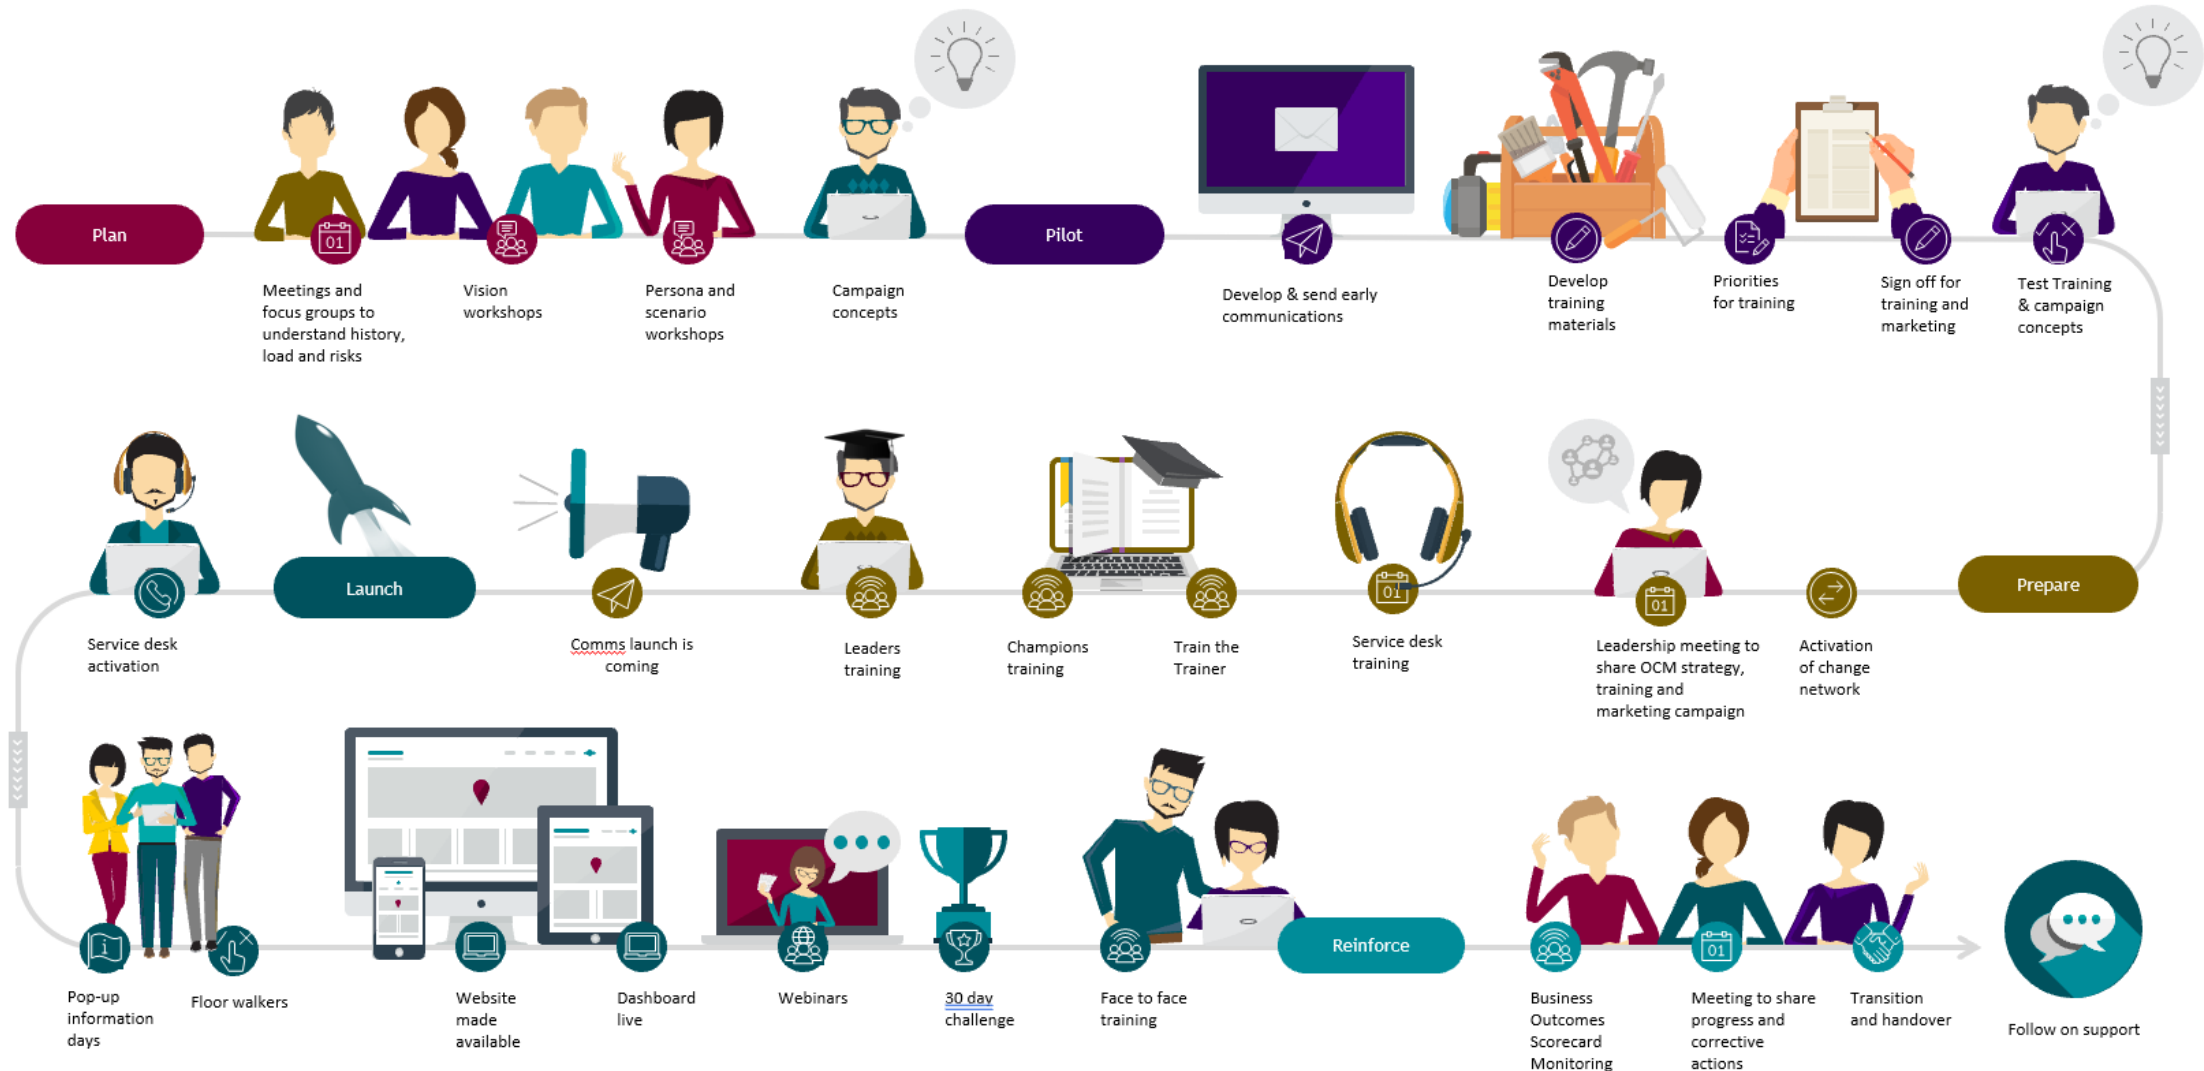 Plan
Meetings and
focus groups to
understand history,
load and risks
Vision
workshops
Persona and
scenario
workshops
Campaign
concepts
Pilot
Develop & send early
communications
Develop
training
materials
Priorities
for training
Sign off for
training and
marketing
Test Training
& campaign
concepts
Prepare
Activation
of change
network
Leadership meeting to
share OCM strategy,
training and
marketing campaign
Service desk
training
Train the
Trainer
Champions
training
Leaders
training
Comms launch is
coming
Launch
Service desk
activation
Pop-up
information
days
Floor walkers
Website
made
available
Dashboard
live
Webinars
30 day
challenge
Face to face
training
Reinforce
Business
Outcomes
Scorecard
Monitoring
Meeting to share
progress and
corrective
actions
Transition
and handover
Follow on support
01
01
01
01